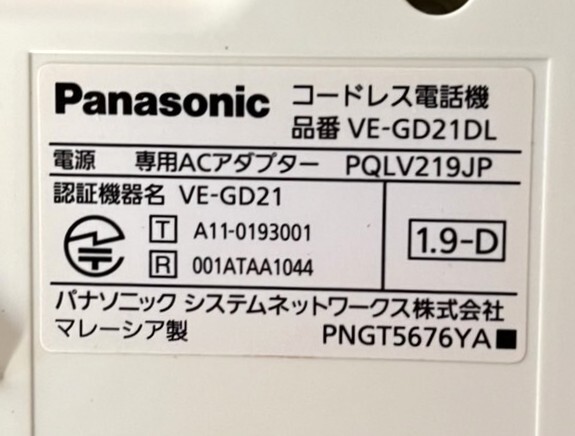 Panasonic コードレス電話機
品番 VE-GD21DL
電源 専用ACアダプター PQLV219JP
認証機器名 VE-GD21
T A11-0193001
R 001ATAA1044
1.9-D
パナソニック システムネットワークス株式会社
マレーシア製 PNGT5676YA■